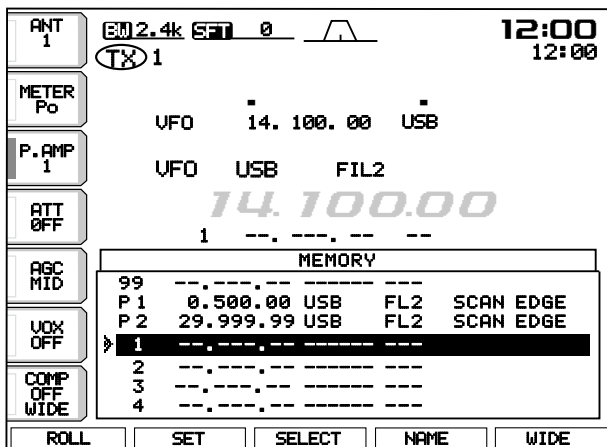 ANT
1
BW 2.4k SFT 0
12:00
TX 1
12:00
METER
Po
VFO 14. 100. 00 USB
P.AMP
1
VFO USB FIL2
14.100.00
ATT
OFF
1 --. ---. -- --
MEMORY
AGC
MID
99 --.---.-- ------ ---
P1 0.500.00 USB FL2 SCAN EDGE
P2 29.999.99 USB FL2 SCAN EDGE
VOX
OFF
1 --.---.-- ------ ---
2 --.---.-- ------ ---
COMP
OFF
WIDE
3 --.---.-- ------ ---
4 --.---.-- ------ ---
ROLL SET SELECT NAME WIDE